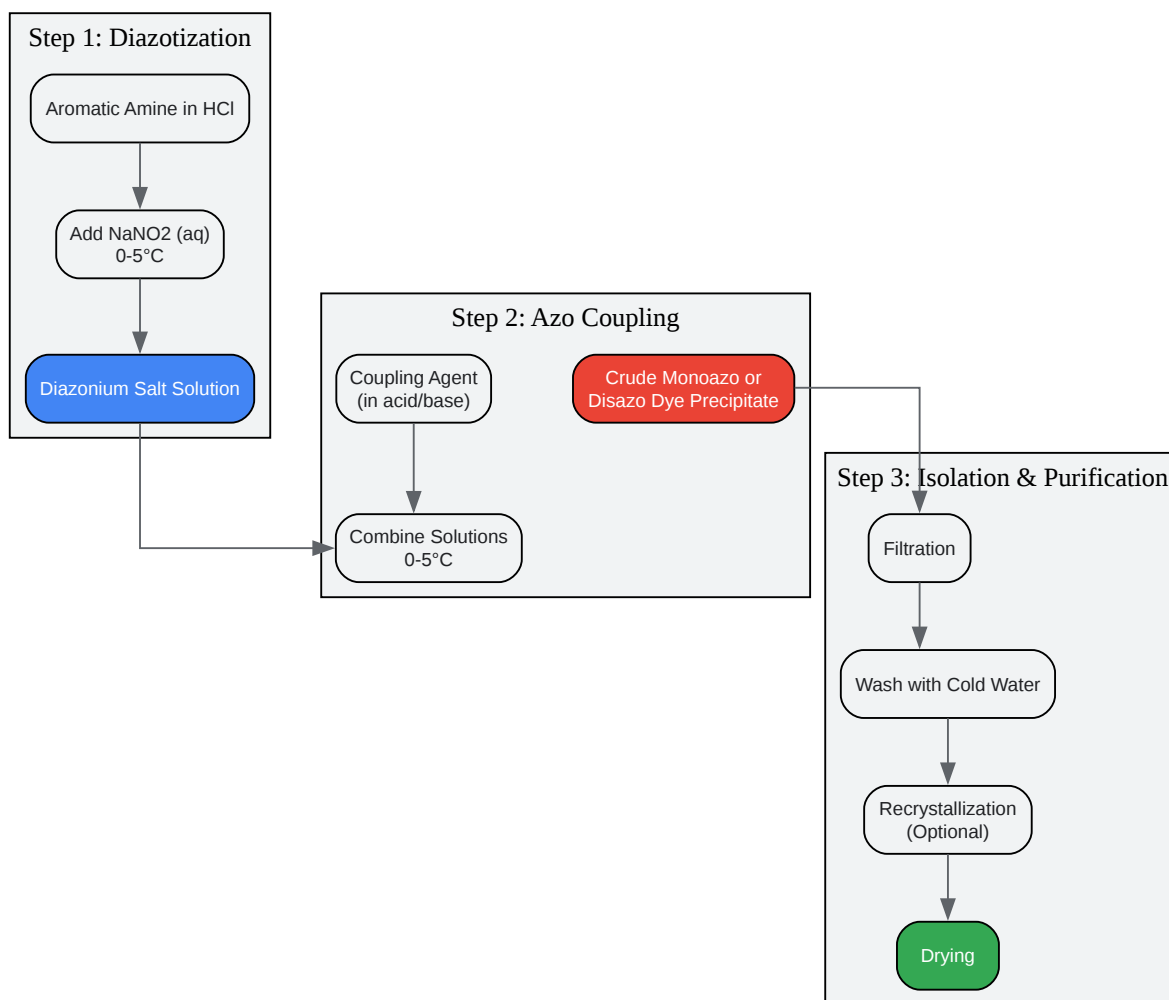 Step 1: Diazotization
Aromatic Amine in HCl
Add NaNO2 (aq)
0-5°C
Diazonium Salt Solution
Step 2: Azo Coupling
Coupling Agent
(in acid/base)
Crude Monoazo or
Disazo Dye Precipitate
Combine Solutions
0-5°C
Step 3: Isolation & Purification
Filtration
Wash with Cold Water
Recrystallization
(Optional)
Drying